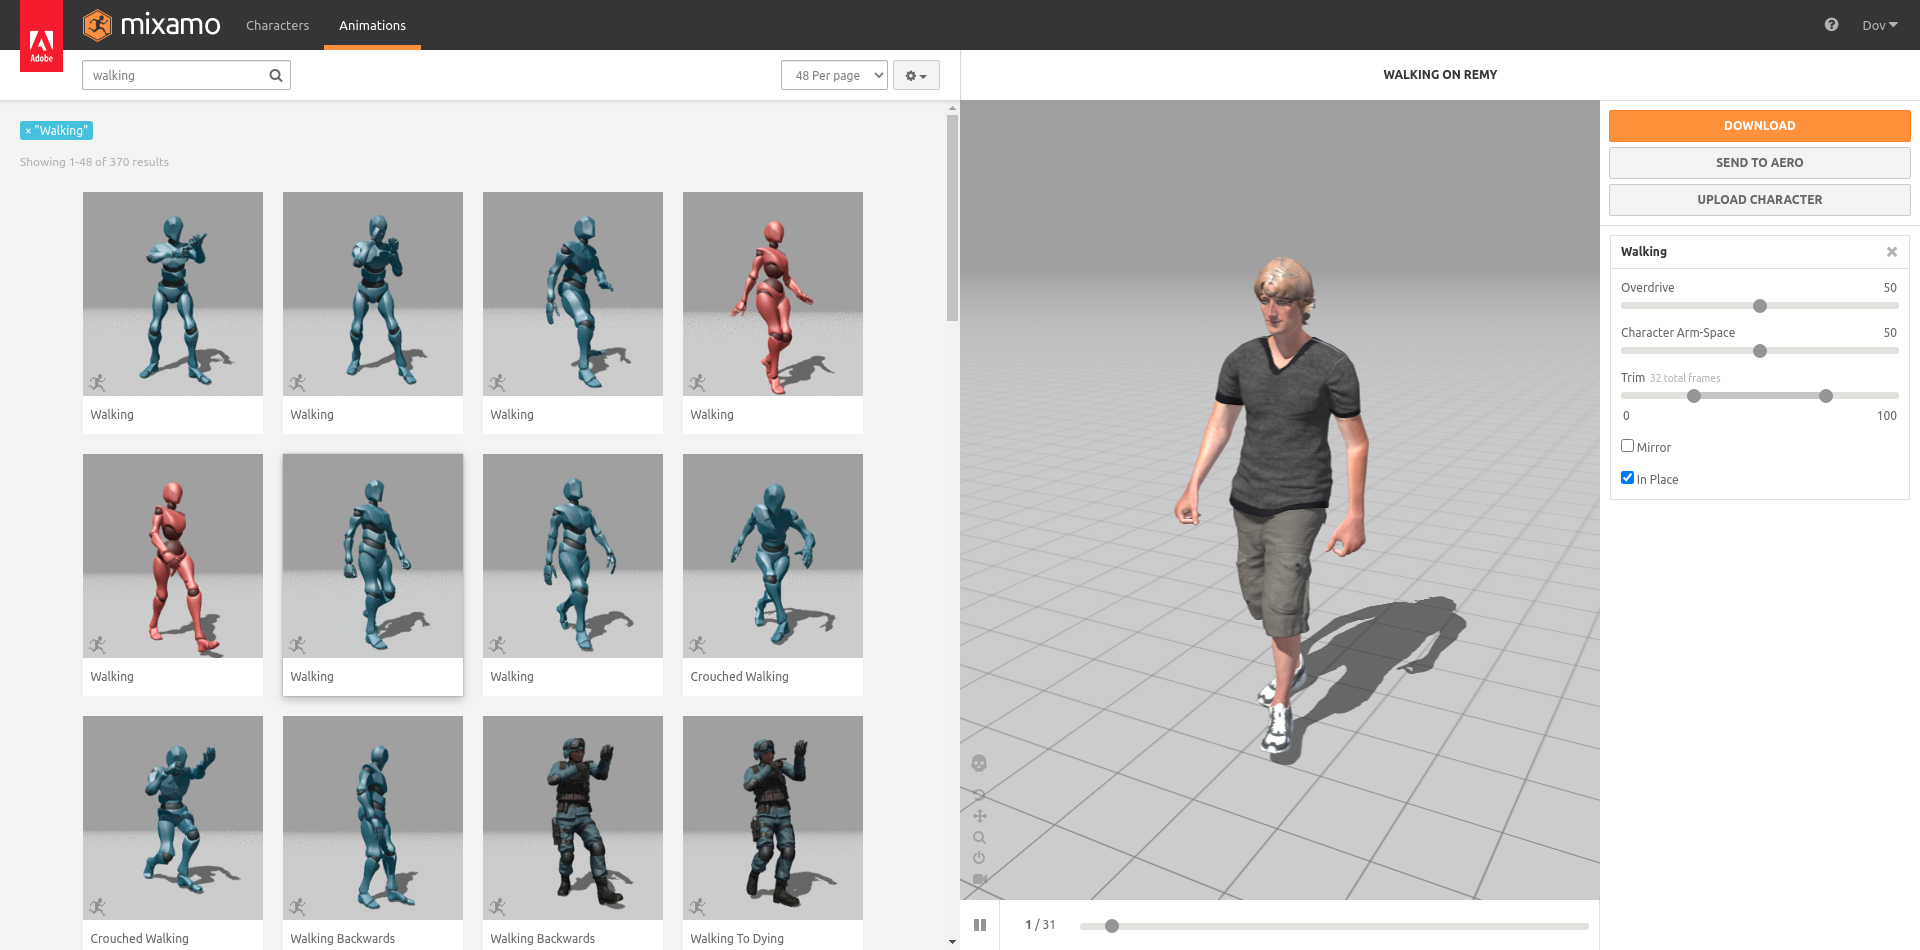 Adobe
mixamo
Characters
Animations
Dov
walking
48 Per page
WALKING ON REMY
× "Walking"
Showing 1-48 of 370 results
Walking
Walking
Walking
Walking
Walking
Walking
Walking
Crouched Walking
Crouched Walking
Walking Backwards
Walking Backwards
Walking To Dying
1 / 31
DOWNLOAD
SEND TO AERO
UPLOAD CHARACTER
Walking
Overdrive 50
Character Arm-Space 50
Trim 32 total frames
0 100
Mirror
In Place